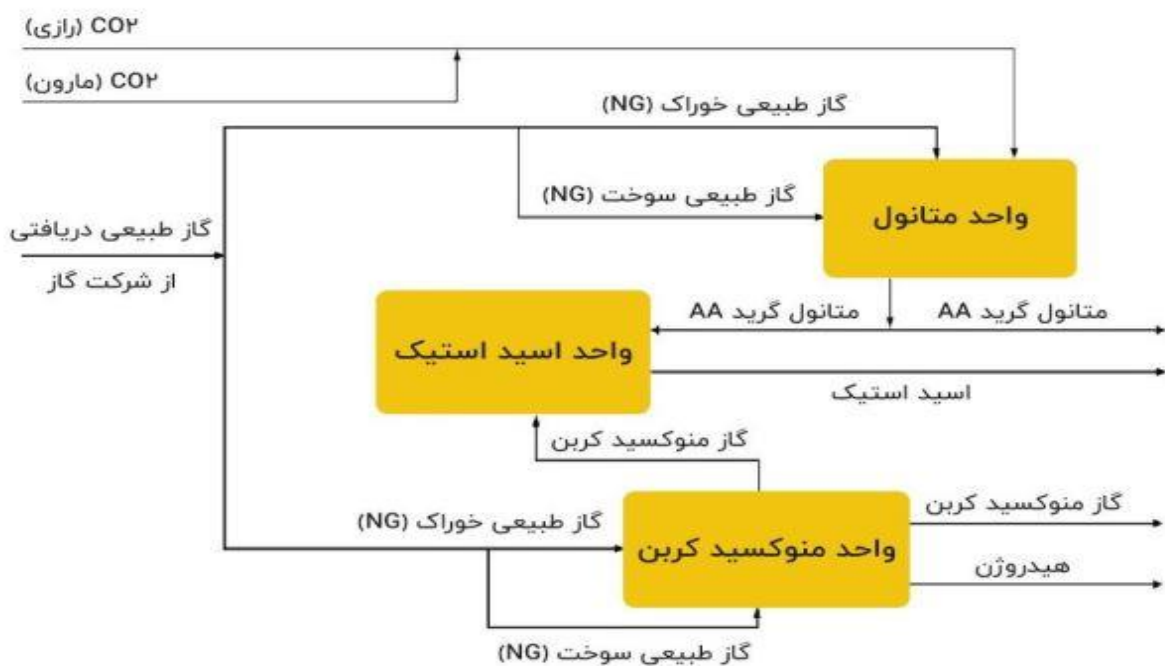 CO۲ (رازی)
CO۲ (مارون)
گاز طبیعی خوراک (NG)
گاز طبیعی سوخت (NG)
واحد متانول
گاز طبیعی دریافتی
از شرکت گاز
متانول گرید AA
متانول گرید AA
واحد اسید استیک
اسید استیک
گاز منوکسید کربن
گاز منوکسید کربن
گاز طبیعی خوراک (NG)
واحد منوکسید کربن
هیدروژن
گاز طبیعی سوخت (NG)